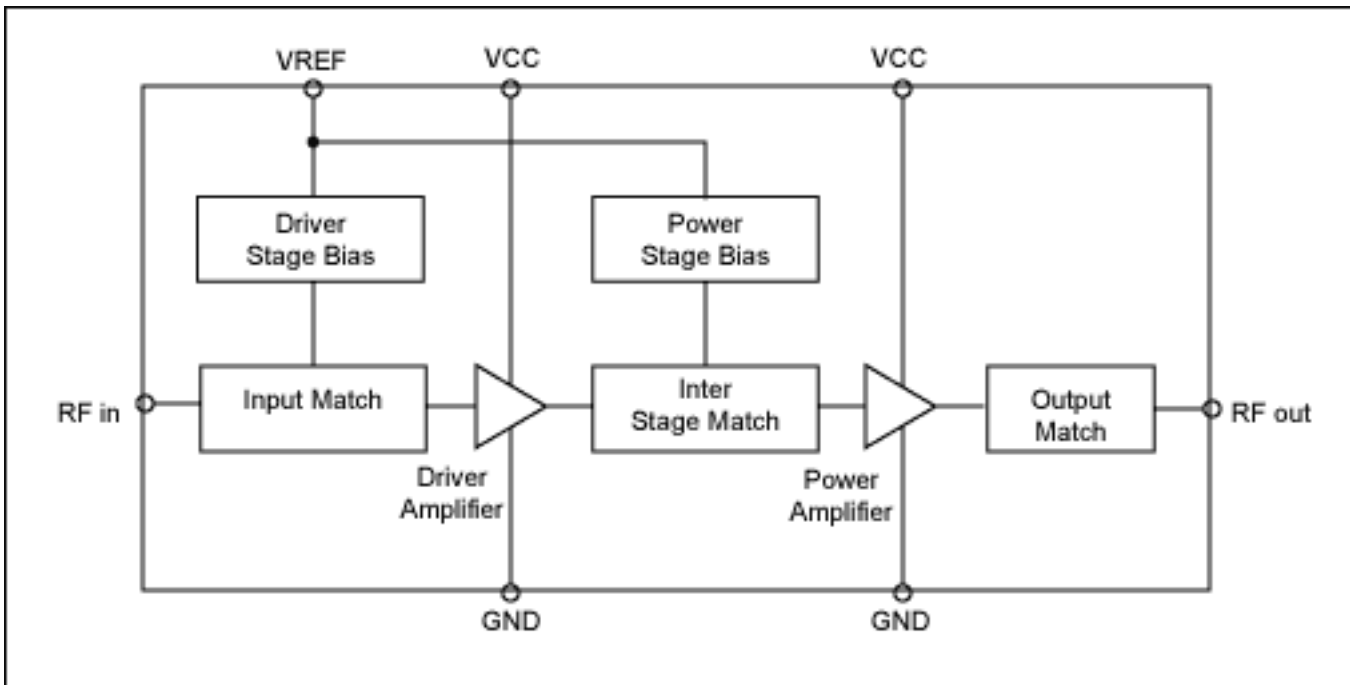 VREF
VCC
VCC
Driver
Stage Bias
Power
Stage Bias
RF in
Input Match
Inter
Stage Match
Output
Match
RF out
Driver
Amplifier
Power
Amplifier
GND
GND